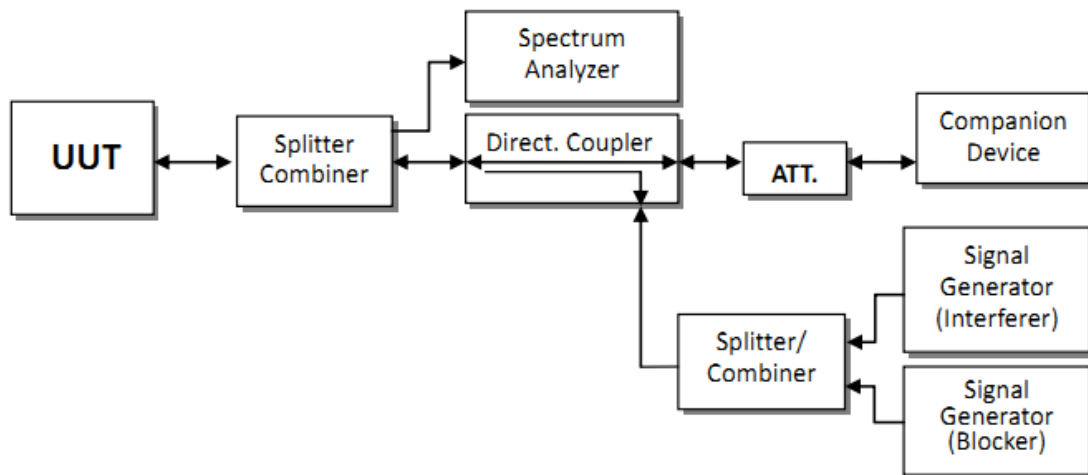 UUT
Splitter
Combiner
Spectrum
Analyzer
Direct. Coupler
ATT.
Companion
Device
Splitter/
Combiner
Signal
Generator
(Interferer)
Signal
Generator
(Blocker)